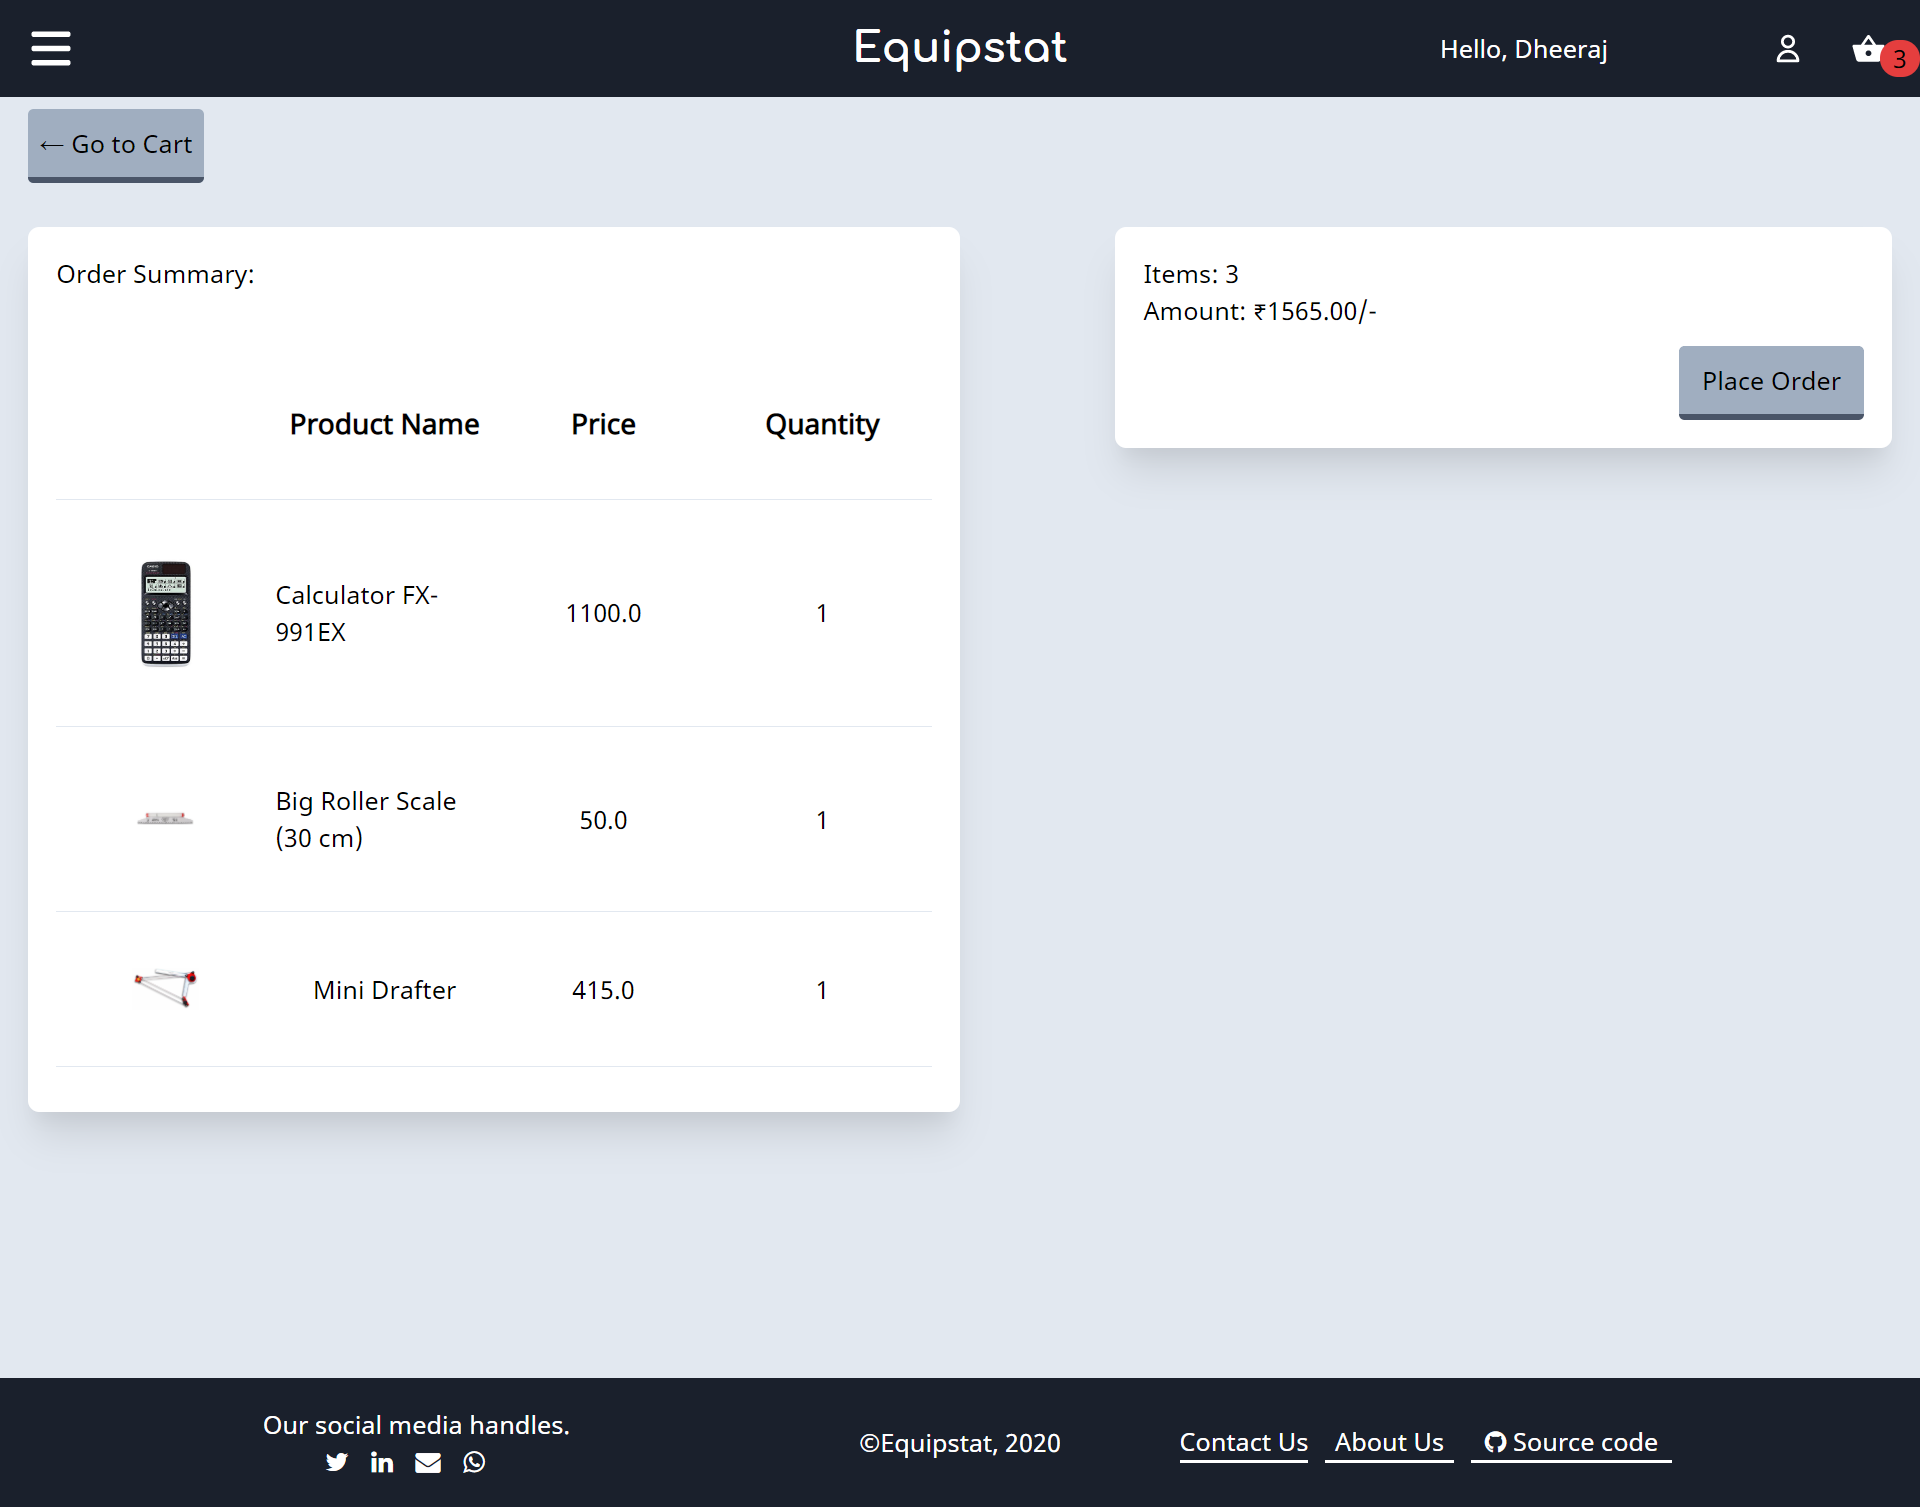 Equipstat
Hello, Dheeraj
3
← Go to Cart
Order Summary:
Product Name Price Quantity
Calculator FX-
991EX
1100.0 1
Big Roller Scale
(30 cm)
50.0 1
Mini Drafter 415.0 1
Items: 3
Amount: ₹1565.00/-
Place Order
Our social media handles.
©Equipstat, 2020
Contact Us About Us Source code